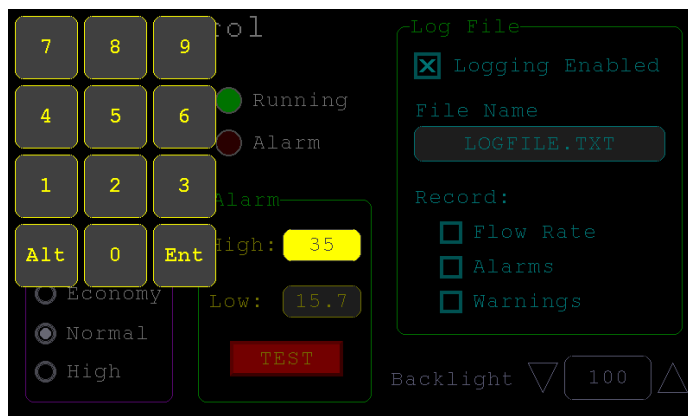 7 8 9
4 5 6
1 2 3
Alt 0 Ent
rol
Running
Alarm
Alarm
High: 35
Low: 15.7
TEST
Economy
Normal
High
Log File
Logging Enabled
File Name
LOGFILE.TXT
Record:
Flow Rate
Alarms
Warnings
Backlight 100